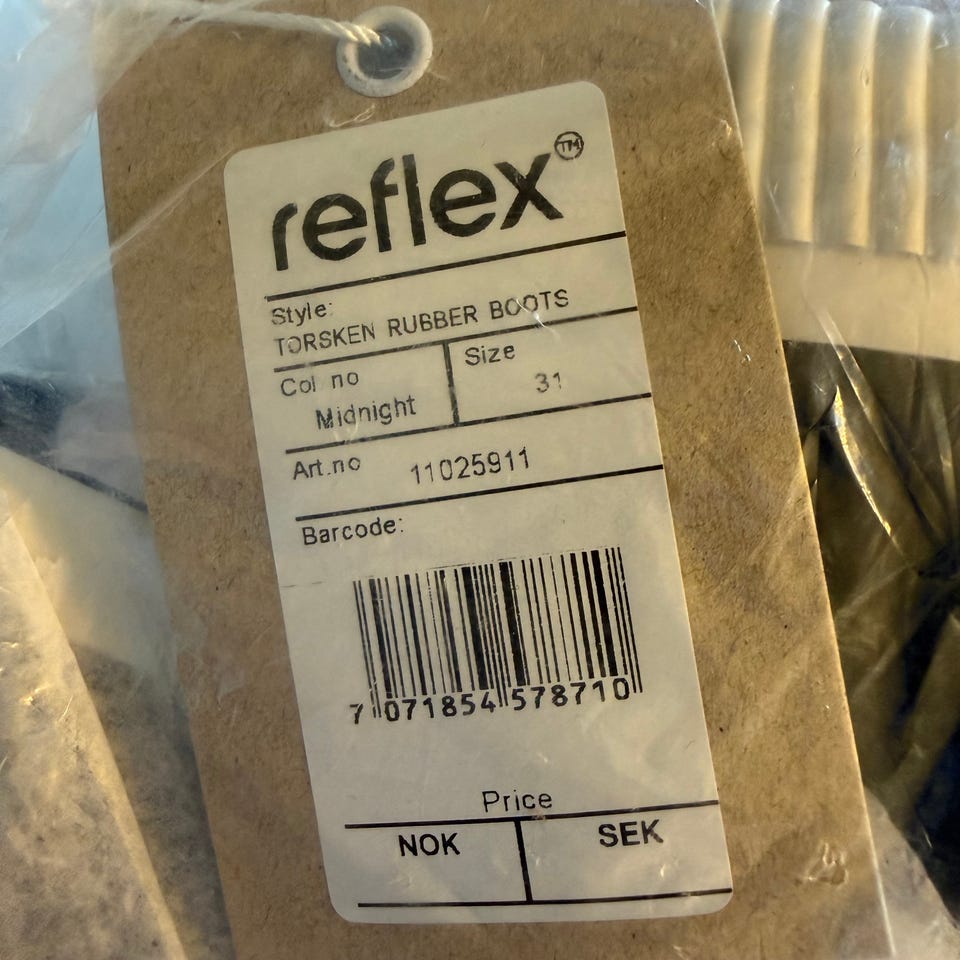 reflex™
Style:
TORSKEN RUBBER BOOTS
Col no
Midnight
Size
31
Art.no 11025911
Barcode:
7 071854 578710
Price
NOK SEK